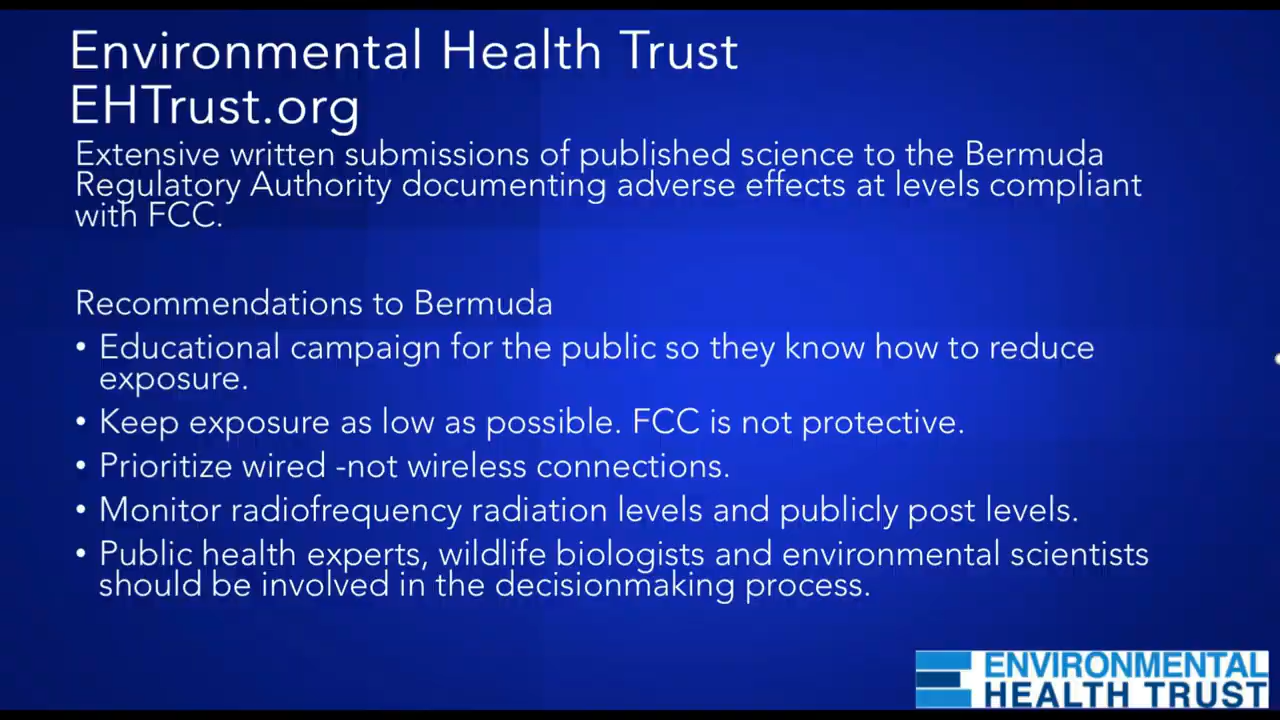 Environmental Health Trust
EHTrust.org
Extensive written submissions of published science to the Bermuda
Regulatory Authority documenting adverse effects at levels compliant
with FCC.
Recommendations to Bermuda
• Educational campaign for the public so they know how to reduce
exposure.
• Keep exposure as low as possible. FCC is not protective.
• Prioritize wired -not wireless connections.
• Monitor radiofrequency radiation levels and publicly post levels.
• Public health experts, wildlife biologists and environmental scientists
should be involved in the decisionmaking process.
ENVIRONMENTAL
HEALTH TRUST